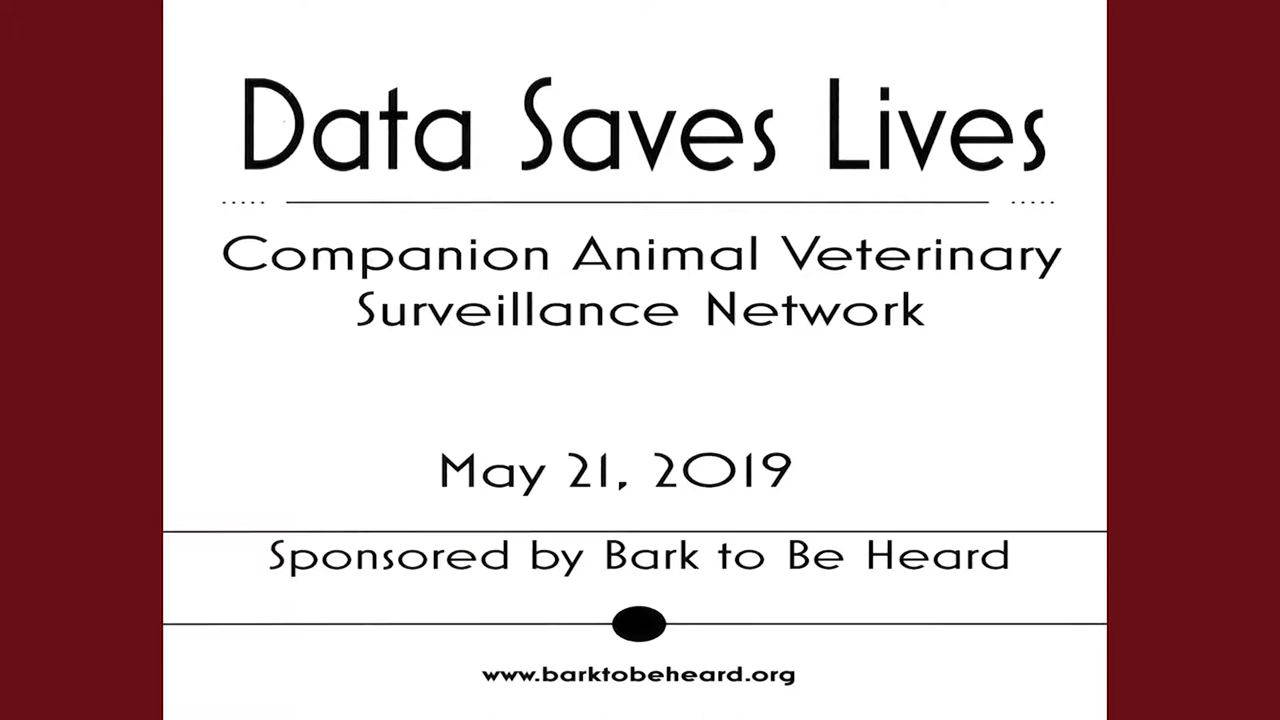 Data Saves Lives
Companion Animal Veterinary
Surveillance Network
May 21, 2019
Sponsored by Bark to Be Heard
www.barktobeheard.org